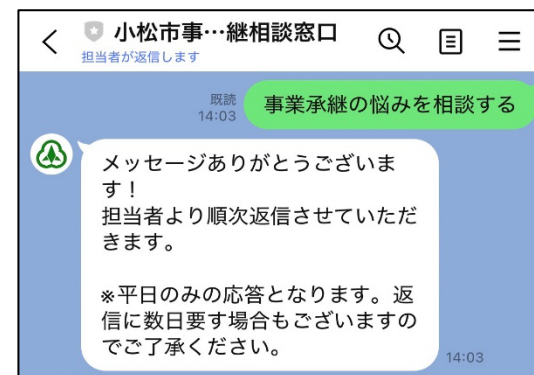 小松市事…継相談窓口
担当者が返信します
既読
14:03
事業承継の悩みを相談する
メッセージありがとうございま
す！
担当者より順次返信させていただ
きます。
※平日のみの応答となります。返
信に数日要す場合もございますの
でご了承ください。
14:03